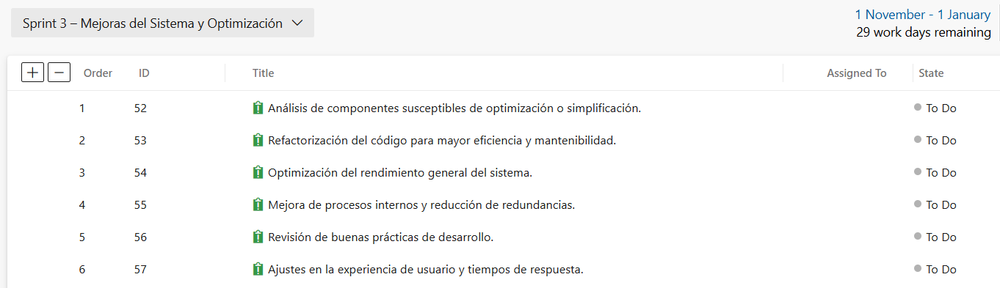 Sprint 3 – Mejoras del Sistema y Optimización
1 November - 1 January
29 work days remaining
Order ID Title Assigned To State
1 52 Análisis de componentes susceptibles de optimización o simplificación. To Do
2 53 Refactorización del código para mayor eficiencia y mantenibilidad. To Do
3 54 Optimización del rendimiento general del sistema. To Do
4 55 Mejora de procesos internos y reducción de redundancias. To Do
5 56 Revisión de buenas prácticas de desarrollo. To Do
6 57 Ajustes en la experiencia de usuario y tiempos de respuesta. To Do